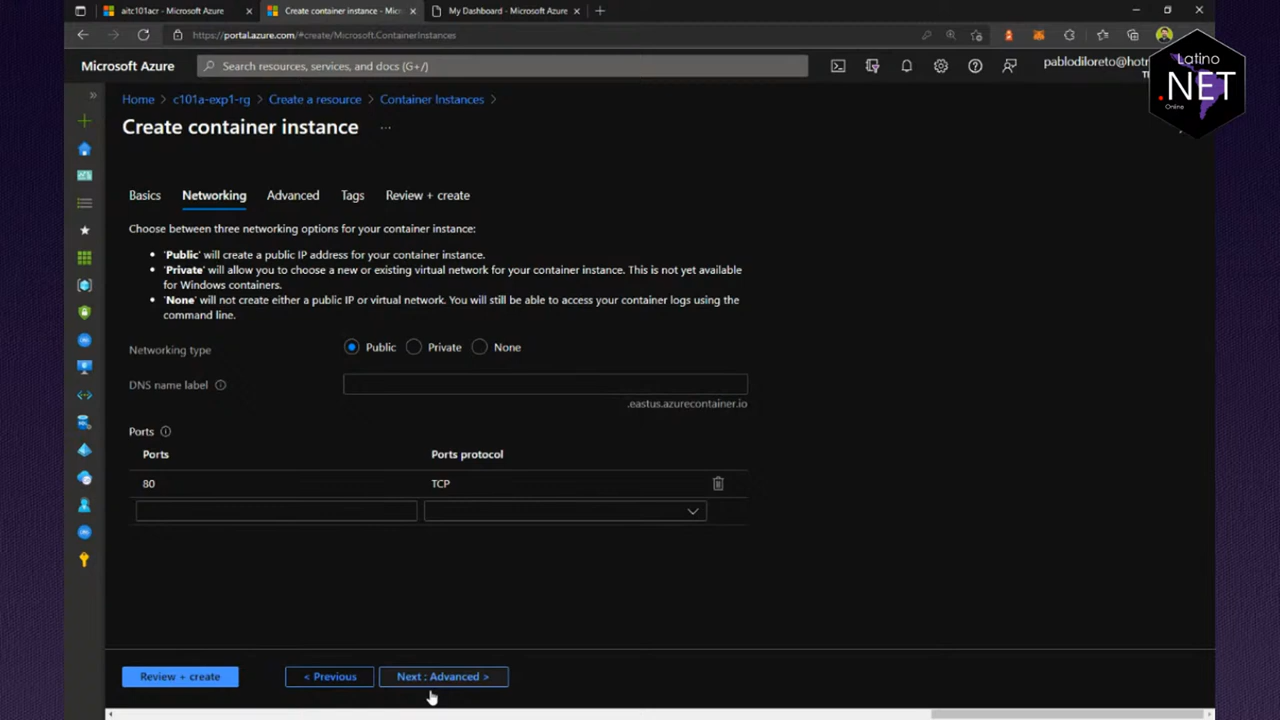 aitc101acr - Microsoft Azure
Create container instance - Micr
My Dashboard - Microsoft Azure
https://portal.azure.com/#create/Microsoft.ContainerInstances
Microsoft Azure
Search resources, services, and docs (G+/)
pablodiloreto@hotm
Latino
.NET
Online
Home > c101a-exp1-rg > Create a resource > Container Instances >
Create container instance ...
Basics Networking Advanced Tags Review + create
Choose between three networking options for your container instance:
• 'Public' will create a public IP address for your container instance.
• 'Private' will allow you to choose a new or existing virtual network for your container instance. This is not yet available
for Windows containers.
• 'None' will not create either a public IP or virtual network. You will still be able to access your container logs using the
command line.
Networking type Public Private None
DNS name label
.eastus.azurecontainer.io
Ports
Ports Ports protocol
80 TCP
Review + create < Previous Next : Advanced >